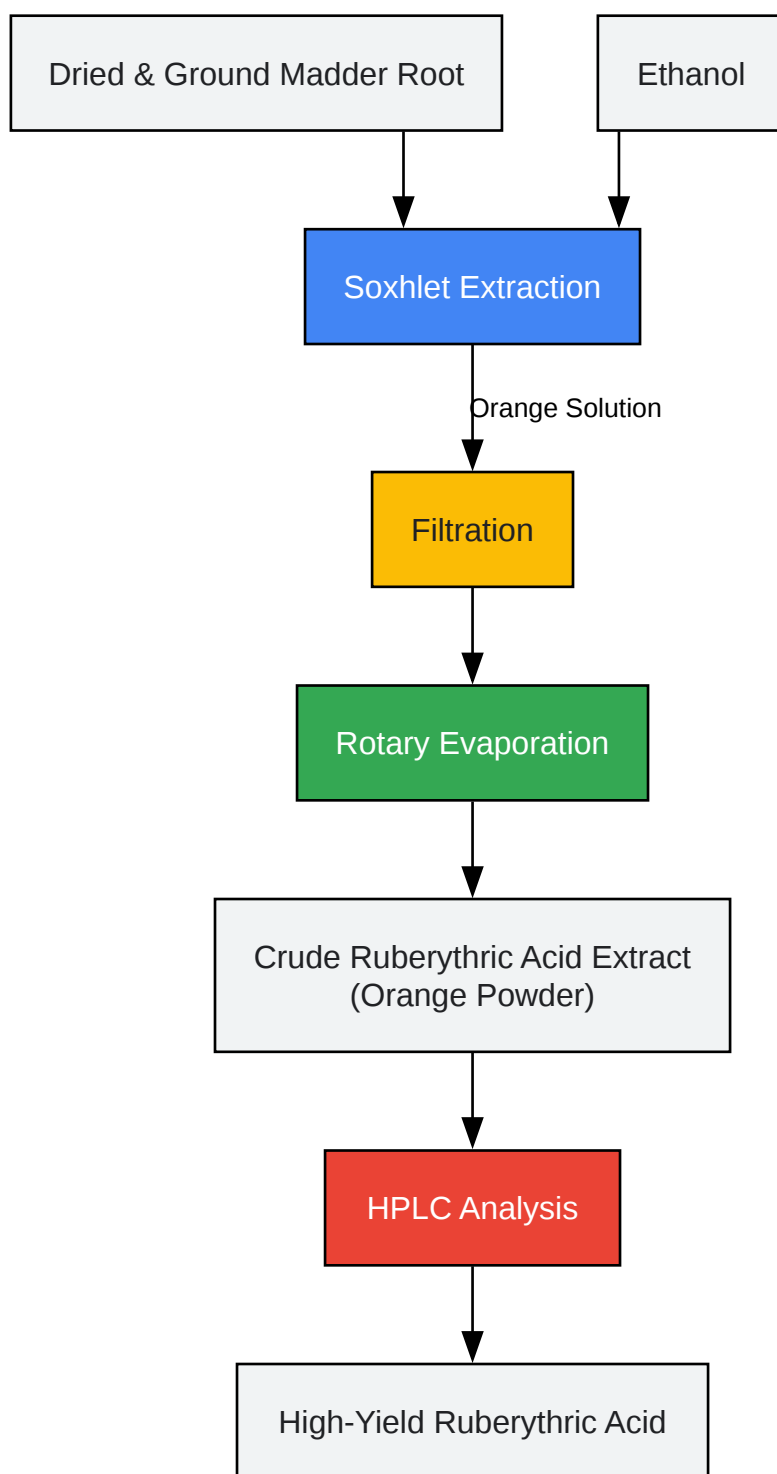 Dried & Ground Madder Root
Ethanol
Soxhlet Extraction
Orange Solution
Filtration
Rotary Evaporation
Crude Ruberythric Acid Extract
(Orange Powder)
HPLC Analysis
High-Yield Ruberythric Acid